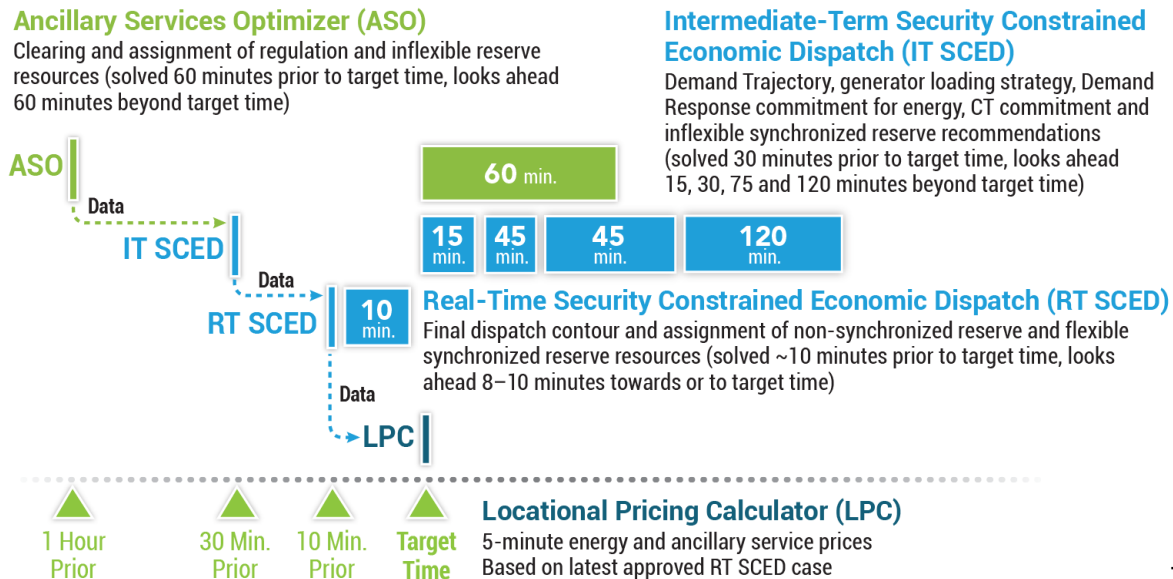 Ancillary Services Optimizer (ASO)
Clearing and assignment of regulation and inflexible reserve
resources (solved 60 minutes prior to target time, looks ahead
60 minutes beyond target time)
Intermediate-Term Security Constrained
Economic Dispatch (IT SCED)
Demand Trajectory, generator loading strategy, Demand
Response commitment for energy, CT commitment and
inflexible synchronized reserve recommendations
(solved 30 minutes prior to target time, looks ahead
15, 30, 75 and 120 minutes beyond target time)
ASO
60 min.
Data
IT SCED
15 min.
45 min.
45 min.
120 min.
Data
RT SCED
10 min.
Real-Time Security Constrained Economic Dispatch (RT SCED)
Final dispatch contour and assignment of non-synchronized reserve and flexible
synchronized reserve resources (solved ~10 minutes prior to target time, looks
ahead 8–10 minutes towards or to target time)
Data
LPC
1 Hour
Prior
30 Min.
Prior
10 Min.
Prior
Target
Time
Locational Pricing Calculator (LPC)
5-minute energy and ancillary service prices
Based on latest approved RT SCED case